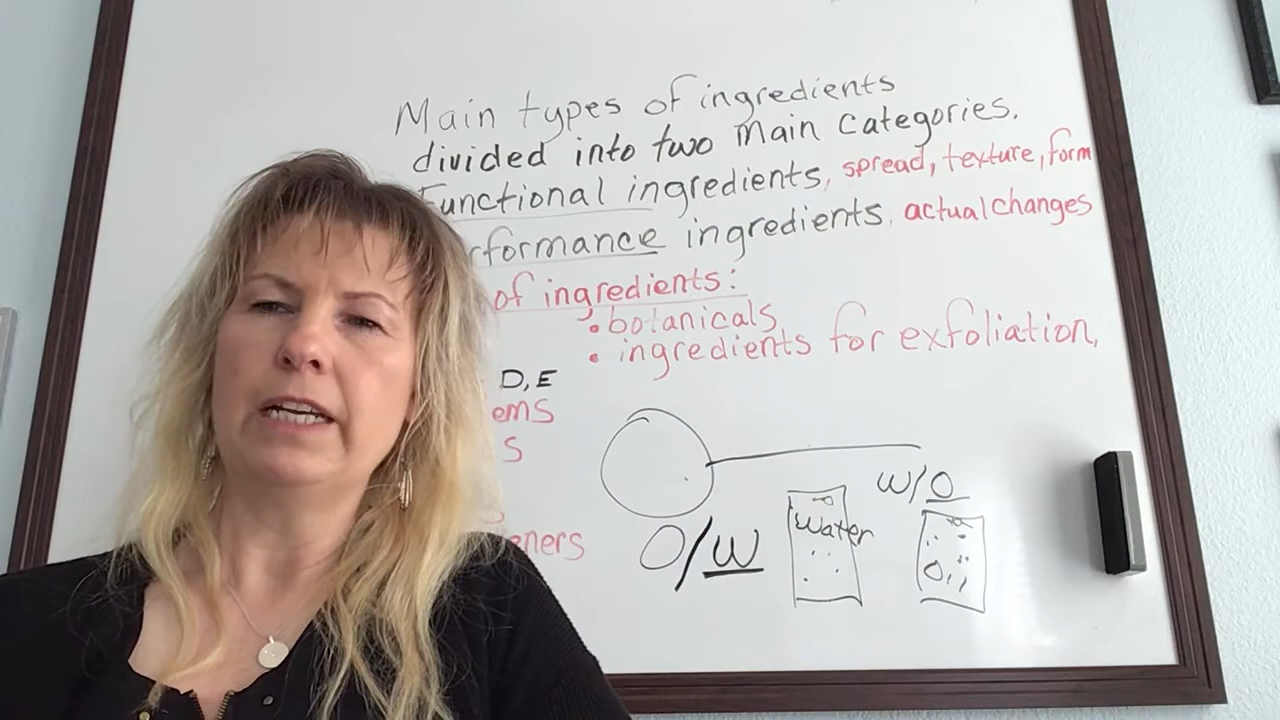 Main types of ingredients
divided into two main categories.
Functional ingredients, spread, texture, form
rformance ingredients. actual changes
of ingredients:
• botanicals
• ingredients for exfoliation,
D, E
ems
s
eners
W/O
O/W
Water
Oil